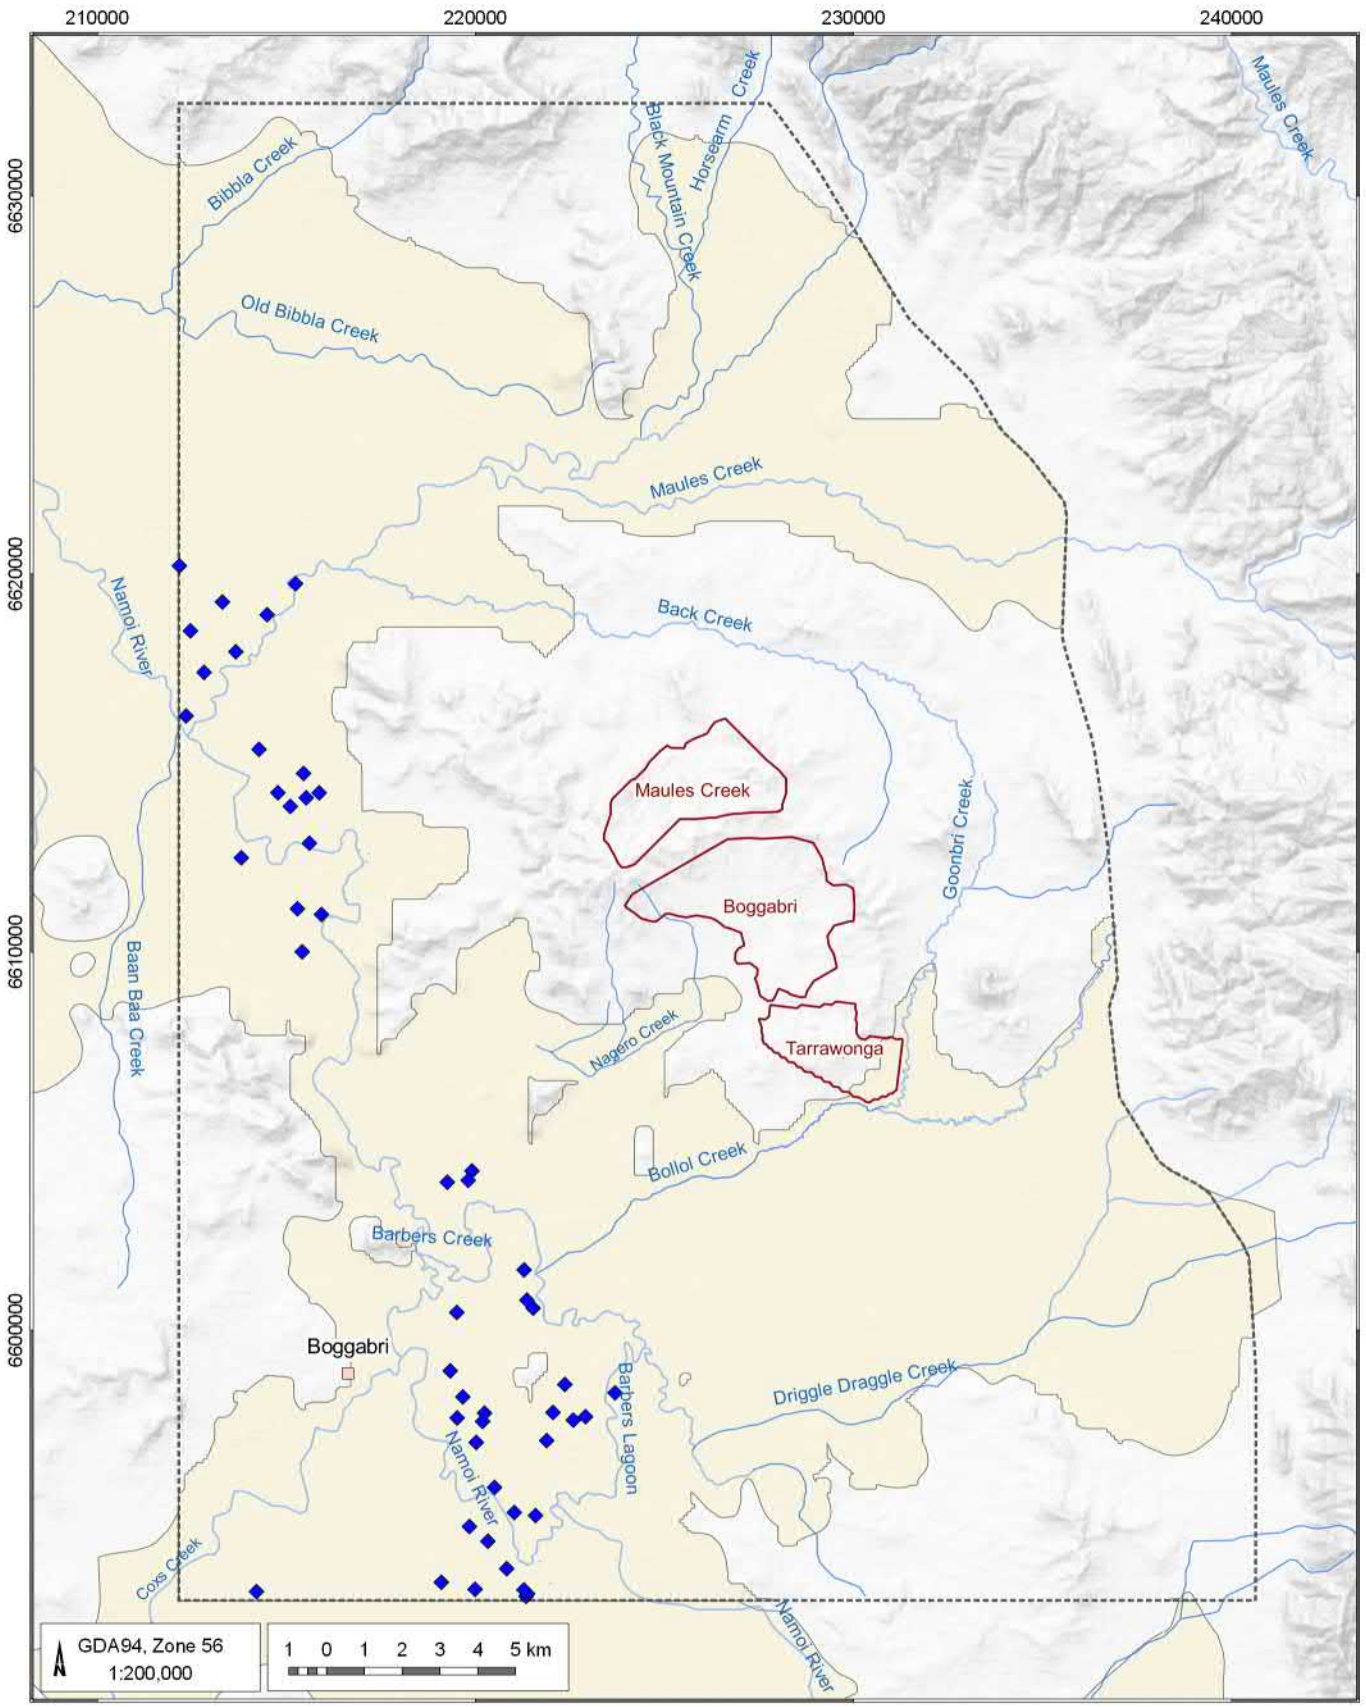 210000
220000
230000
240000
6630000
6620000
6610000
6600000
Maules Creek
Black Mountain Creek
Horsearm Creek
Bibbla Creek
Old Bibbla Creek
Maules Creek
Namoi River
Back Creek
Maules Creek
Goonbri Creek
Boggabri
Baan Baa Creek
Nagero Creek
Tarrawonga
Bollol Creek
Barbers Creek
Boggabri
Driggle Draggle Creek
Barbers Lagoon
Namoi River
Coxs Creek
Namoi River
GDA94, Zone 56
1:200,000
1 0 1 2 3 4 5 km